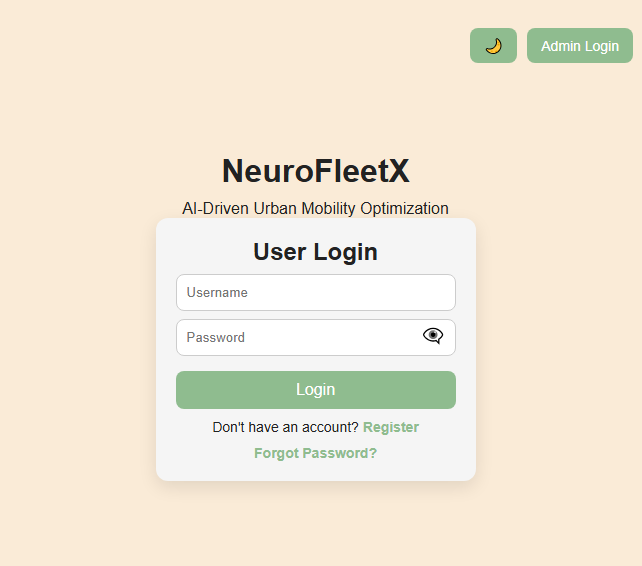 Admin Login
NeuroFleetX
AI-Driven Urban Mobility Optimization
User Login
Username
Password
Login
Don't have an account? Register
Forgot Password?